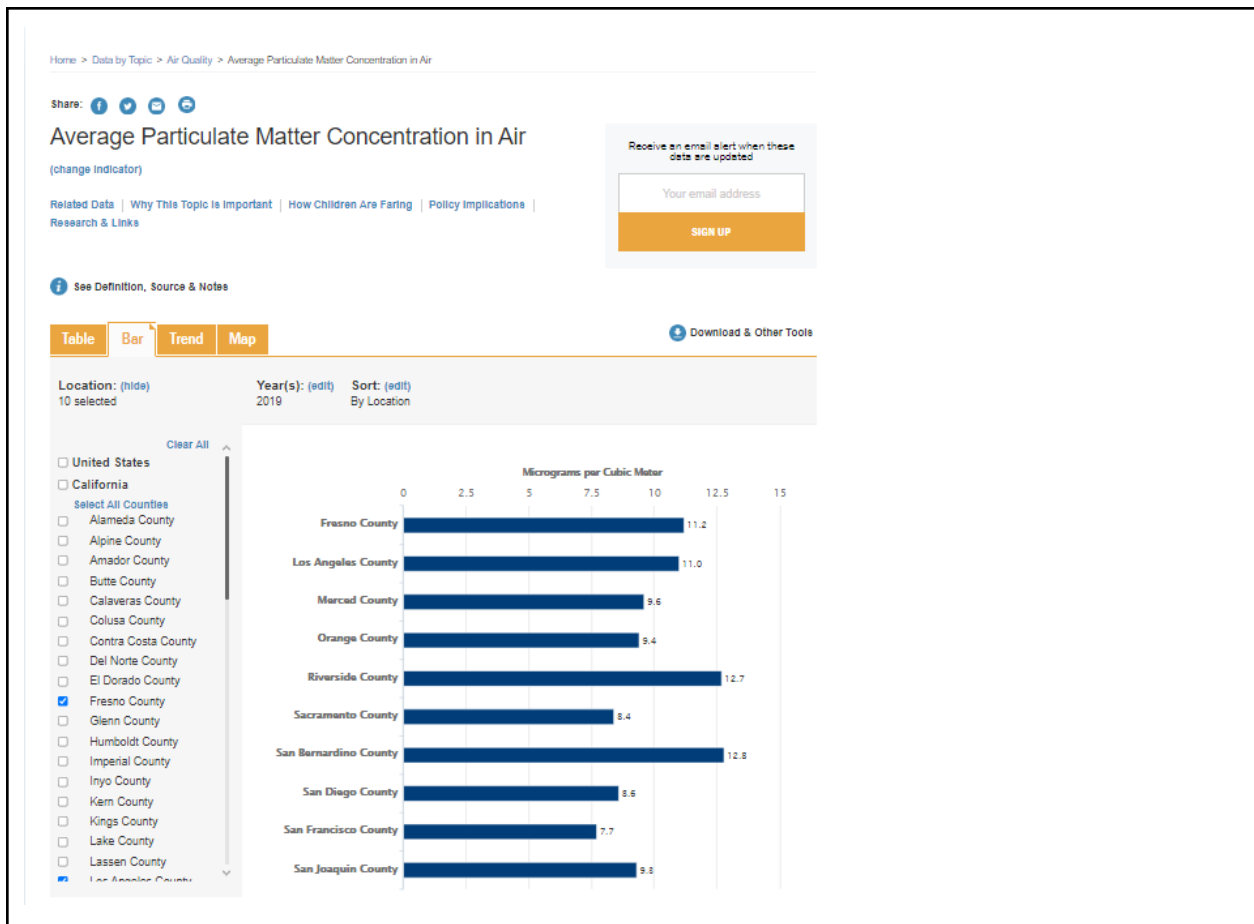 Home > Data by Topic > Air Quality > Average Particulate Matter Concentration in Air
Share:
Average Particulate Matter Concentration in Air
(change indicator)
Receive an email alert when these
data are updated
Your email address
SIGN UP
Related Data | Why This Topic Is Important | How Children Are Faring | Policy Implications |
Research & Links
See Definition, Source & Notes
Table Bar Trend Map
Download & Other Tools
Location: (hide)
10 selected
Year(s): (edit)
2019
Sort: (edit)
By Location
Clear All
United States
California
Select All Counties
Alameda County
Alpine County
Amador County
Butte County
Calaveras County
Colusa County
Contra Costa County
Del Norte County
El Dorado County
Fresno County
Glenn County
Humboldt County
Imperial County
Inyo County
Kern County
Kings County
Lake County
Lassen County
Los Angeles County
Micrograms per Cubic Meter
0 2.5 5 7.5 10 12.5 15
Fresno County 11.2
Los Angeles County 11.0
Merced County 9.6
Orange County 9.4
Riverside County 12.7
Sacramento County 8.4
San Bernardino County 12.8
San Diego County 8.6
San Francisco County 7.7
San Joaquin County 9.3